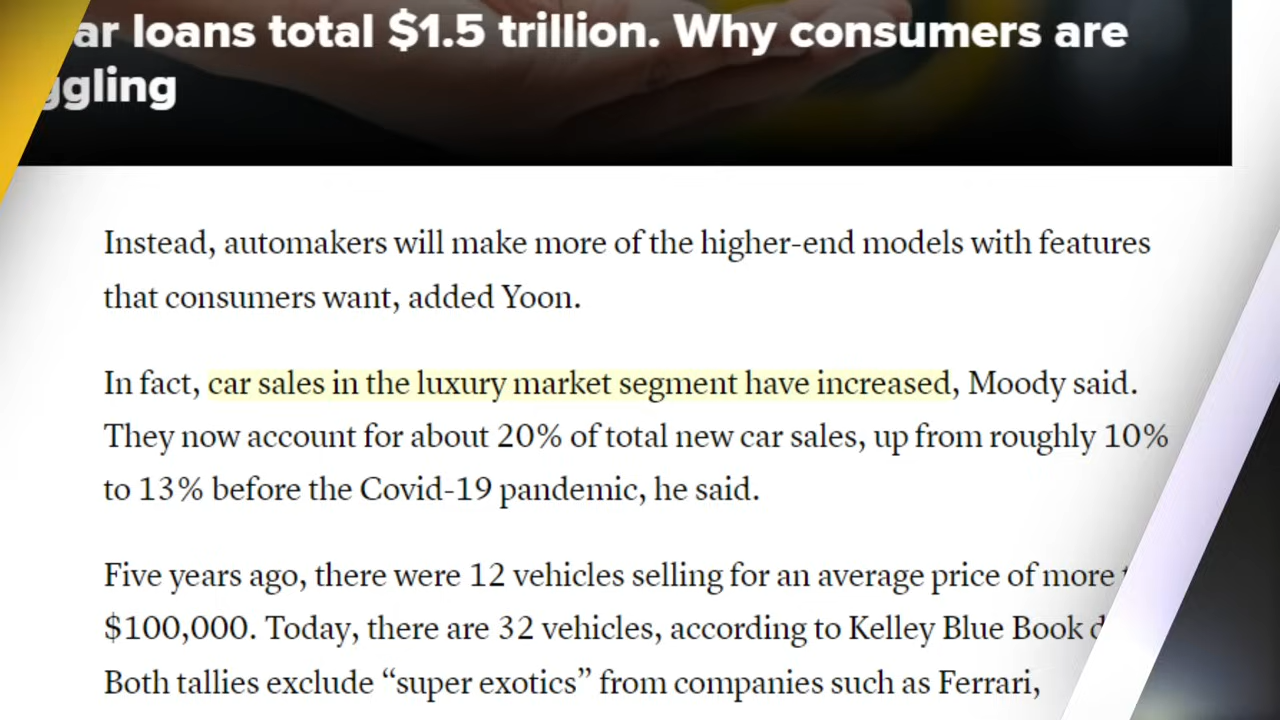 ar loans total $1.5 trillion. Why consumers are
ggling
Instead, automakers will make more of the higher-end models with features
that consumers want, added Yoon.
In fact, car sales in the luxury market segment have increased, Moody said.
They now account for about 20% of total new car sales, up from roughly 10%
to 13% before the Covid-19 pandemic, he said.
Five years ago, there were 12 vehicles selling for an average price of more
$100,000. Today, there are 32 vehicles, according to Kelley Blue Book
Both tallies exclude “super exotics” from companies such as Ferrari,